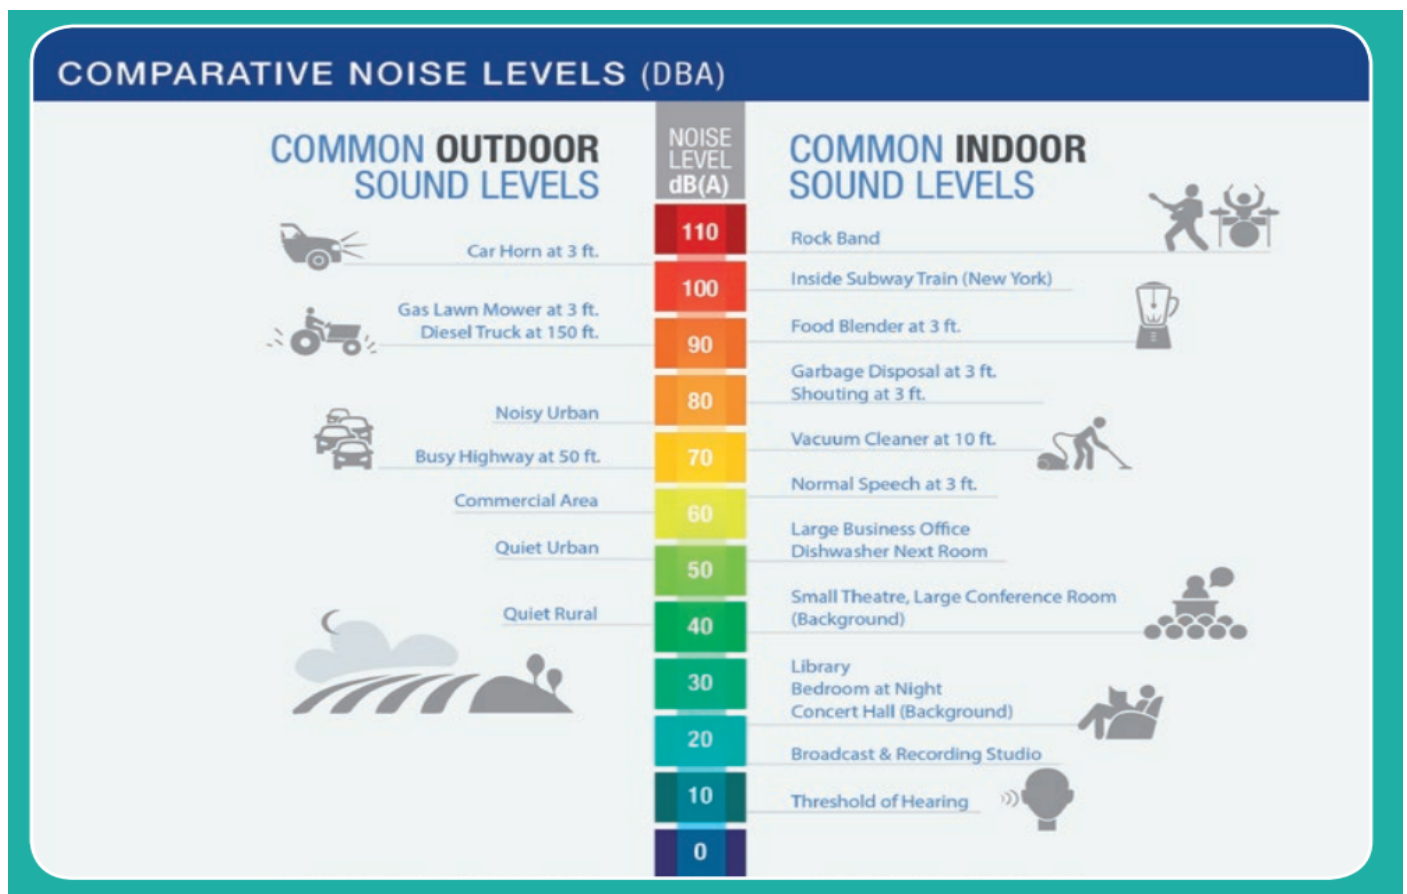 COMPARATIVE NOISE LEVELS (DBA)
COMMON OUTDOOR
SOUND LEVELS
Car Horn at 3 ft.
Gas Lawn Mower at 3 ft.
Diesel Truck at 150 ft.
Noisy Urban
Busy Highway at 50 ft.
Commercial Area
Quiet Urban
Quiet Rural
NOISE
LEVEL
dB(A)
110
100
90
80
70
60
50
40
30
20
10
0
COMMON INDOOR
SOUND LEVELS
Rock Band
Inside Subway Train (New York)
Food Blender at 3 ft.
Garbage Disposal at 3 ft.
Shouting at 3 ft.
Vacuum Cleaner at 10 ft.
Normal Speech at 3 ft.
Large Business Office
Dishwasher Next Room
Small Theatre, Large Conference Room
(Background)
Library
Bedroom at Night
Concert Hall (Background)
Broadcast & Recording Studio
Threshold of Hearing